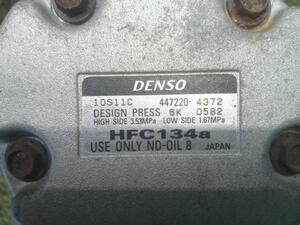 DENSO
10S11C 447220-4372
DESIGN PRESS 6K 0582
HIGH SIDE 3.53MPa LOW SIDE 1.67MPa
HFC134a
USE ONLY ND-OIL 8 JAPAN